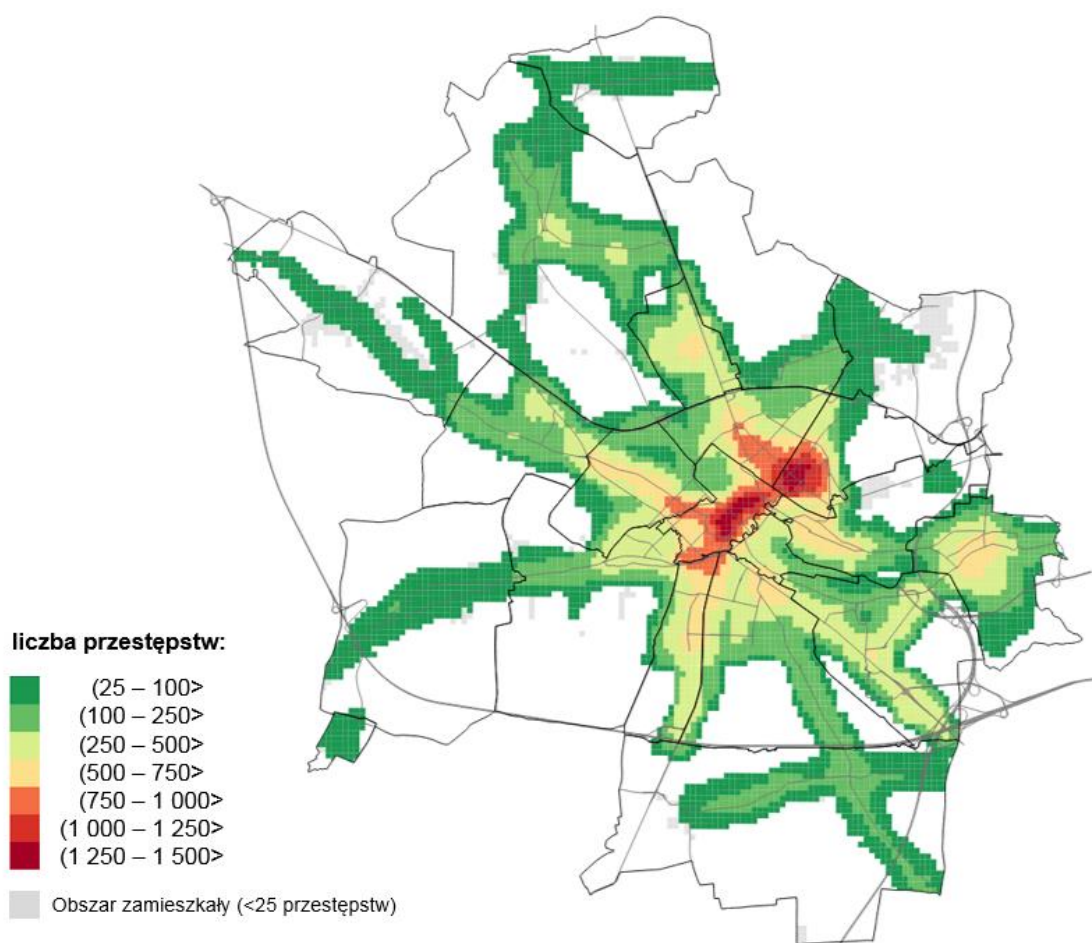 liczba przestępstw:
(25 – 100>
(100 – 250>
(250 – 500>
(500 – 750>
(750 – 1 000>
(1 000 – 1 250>
(1 250 – 1 500>
Obszar zamieszkały (<25 przestępstw)